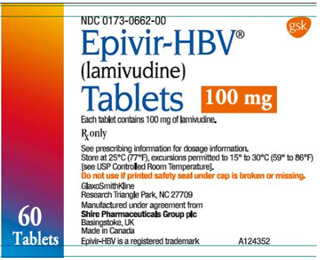 NDC 0173-0662-00
gsk
Epivir-HBV®
(lamivudine)
Tablets 100 mg
Each tablet contains 100 mg of lamivudine.
Rx only
See prescribing information for dosage information.
Store at 25°C (77°F), excursions permitted to 15° to 30°C (59° to 86°F)
[see USP Controlled Room Temperature].
Do not use if printed safety seal under cap is broken or missing.
GlaxoSmithKline
Research Triangle Park, NC 27709
Manufactured under agreement from
Shire Pharmaceuticals Group plc
Basingstoke, UK
Made in Canada
Epivir-HBV is a registered trademark A124352
60
Tablets